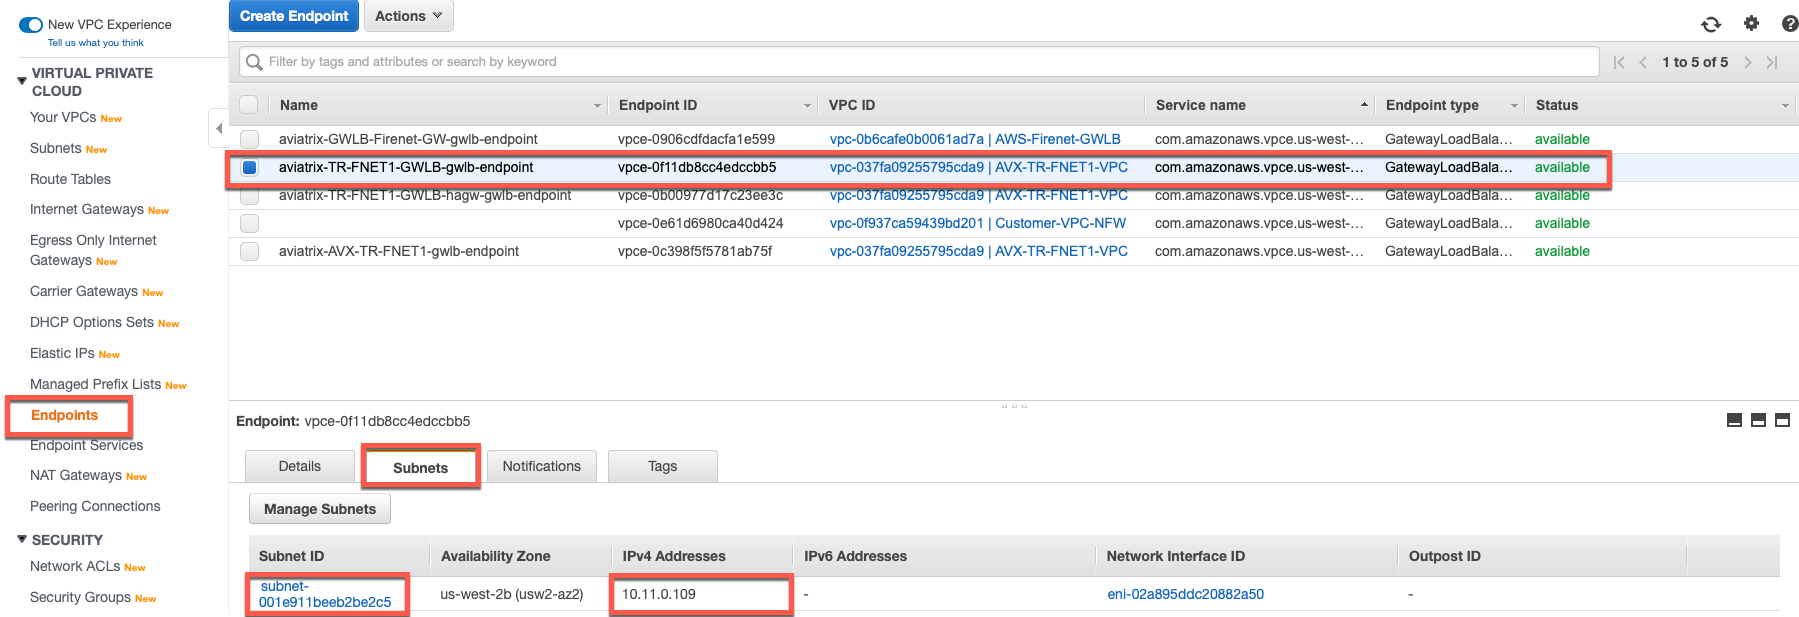 New VPC Experience
Tell us what you think
VIRTUAL PRIVATE
CLOUD
Your VPCs New
Subnets New
Route Tables
Internet Gateways New
Egress Only Internet
Gateways New
Carrier Gateways New
DHCP Options Sets New
Elastic IPs New
Managed Prefix Lists New
Endpoints
Endpoint Services
NAT Gateways New
Peering Connections
SECURITY
Network ACLs New
Security Groups New
Create Endpoint Actions
Filter by tags and attributes or search by keyword
1 to 5 of 5
Name Endpoint ID VPC ID Service name Endpoint type Status
aviatrix-GWLB-Firenet-GW-gwlb-endpoint vpce-0906cdfdacfa1e599 vpc-0b6cafe0b0061ad7a | AWS-Firenet-GWLB com.amazonaws.vpce.us-west-... GatewayLoadBala... available
aviatrix-TR-FNET1-GWLB-gwlb-endpoint vpce-0f11db8cc4edccbb5 vpc-037fa09255795cda9 | AVX-TR-FNET1-VPC com.amazonaws.vpce.us-west-... GatewayLoadBala... available
aviatrix-TR-FNET1-GWLB-hagw-gwlb-endpoint vpce-0b00977d17c23ee3c vpc-037fa09255795cda9 | AVX-TR-FNET1-VPC com.amazonaws.vpce.us-west-... GatewayLoadBala... available
vpce-0e61d6980ca40d424 vpc-0f937ca59439bd201 | Customer-VPC-NFW com.amazonaws.vpce.us-west-... GatewayLoadBala... available
aviatrix-AVX-TR-FNET1-gwlb-endpoint vpce-0c398f5f5781ab75f vpc-037fa09255795cda9 | AVX-TR-FNET1-VPC com.amazonaws.vpce.us-west-... GatewayLoadBala... available
Endpoint: vpce-0f11db8cc4edccbb5
Details Subnets Notifications Tags
Manage Subnets
Subnet ID Availability Zone IPv4 Addresses IPv6 Addresses Network Interface ID Outpost ID
subnet-
001e911beeb2be2c5 us-west-2b (usw2-az2) 10.11.0.109 - eni-02a895ddc20882a50 -